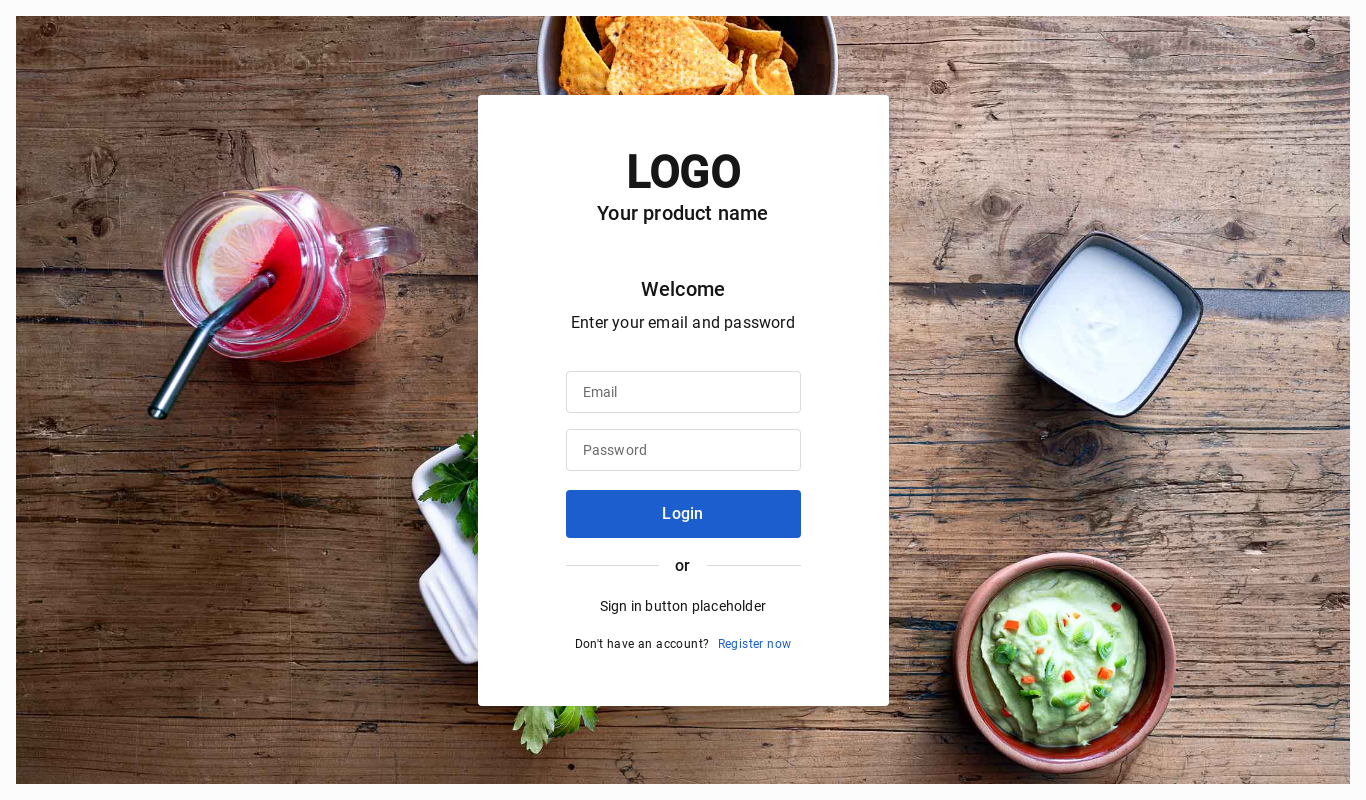 LOGO
Your product name
Welcome
Enter your email and password
Email
Password
Login
or
Sign in button placeholder
Don't have an account? Register now